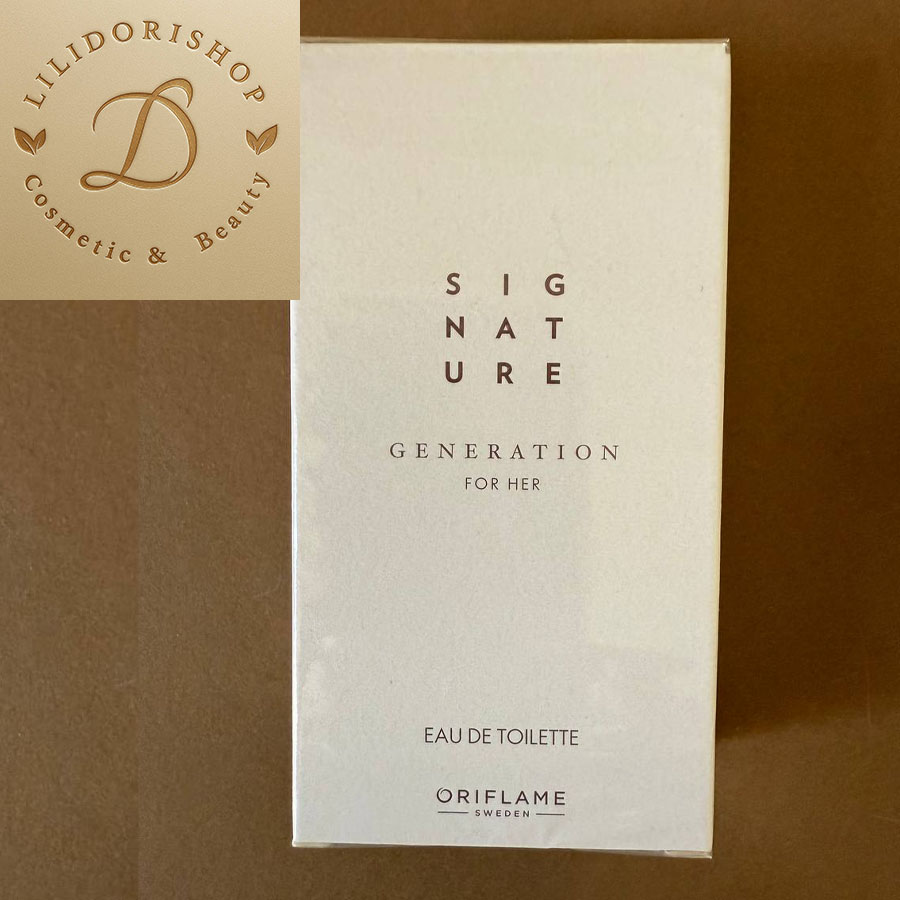 LILIDORISHOP
D
Cosmetic & Beauty
SIG
NAT
URE
GENERATION
FOR HER
EAU DE TOILETTE
ORIFLAME
SWEDEN